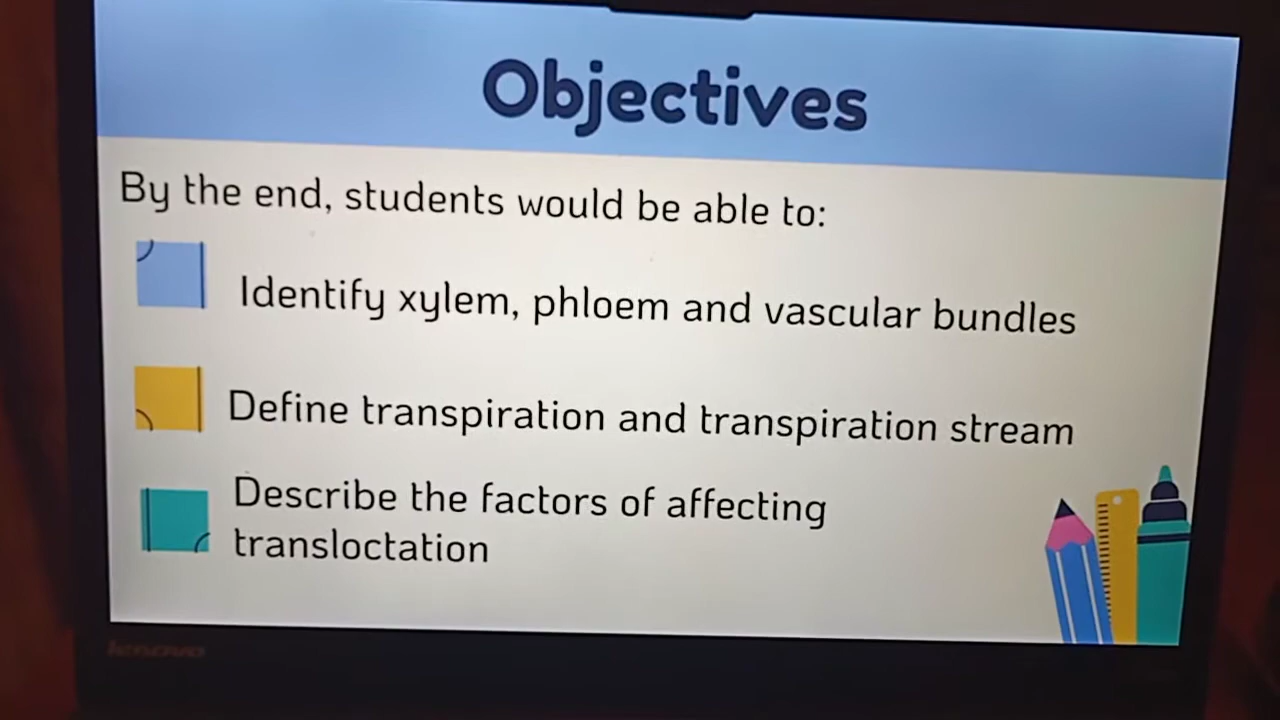 Objectives
By the end, students would be able to:
Identify xylem, phloem and vascular bundles
Define transpiration and transpiration stream
Describe the factors of affecting
transloctation
lenovo